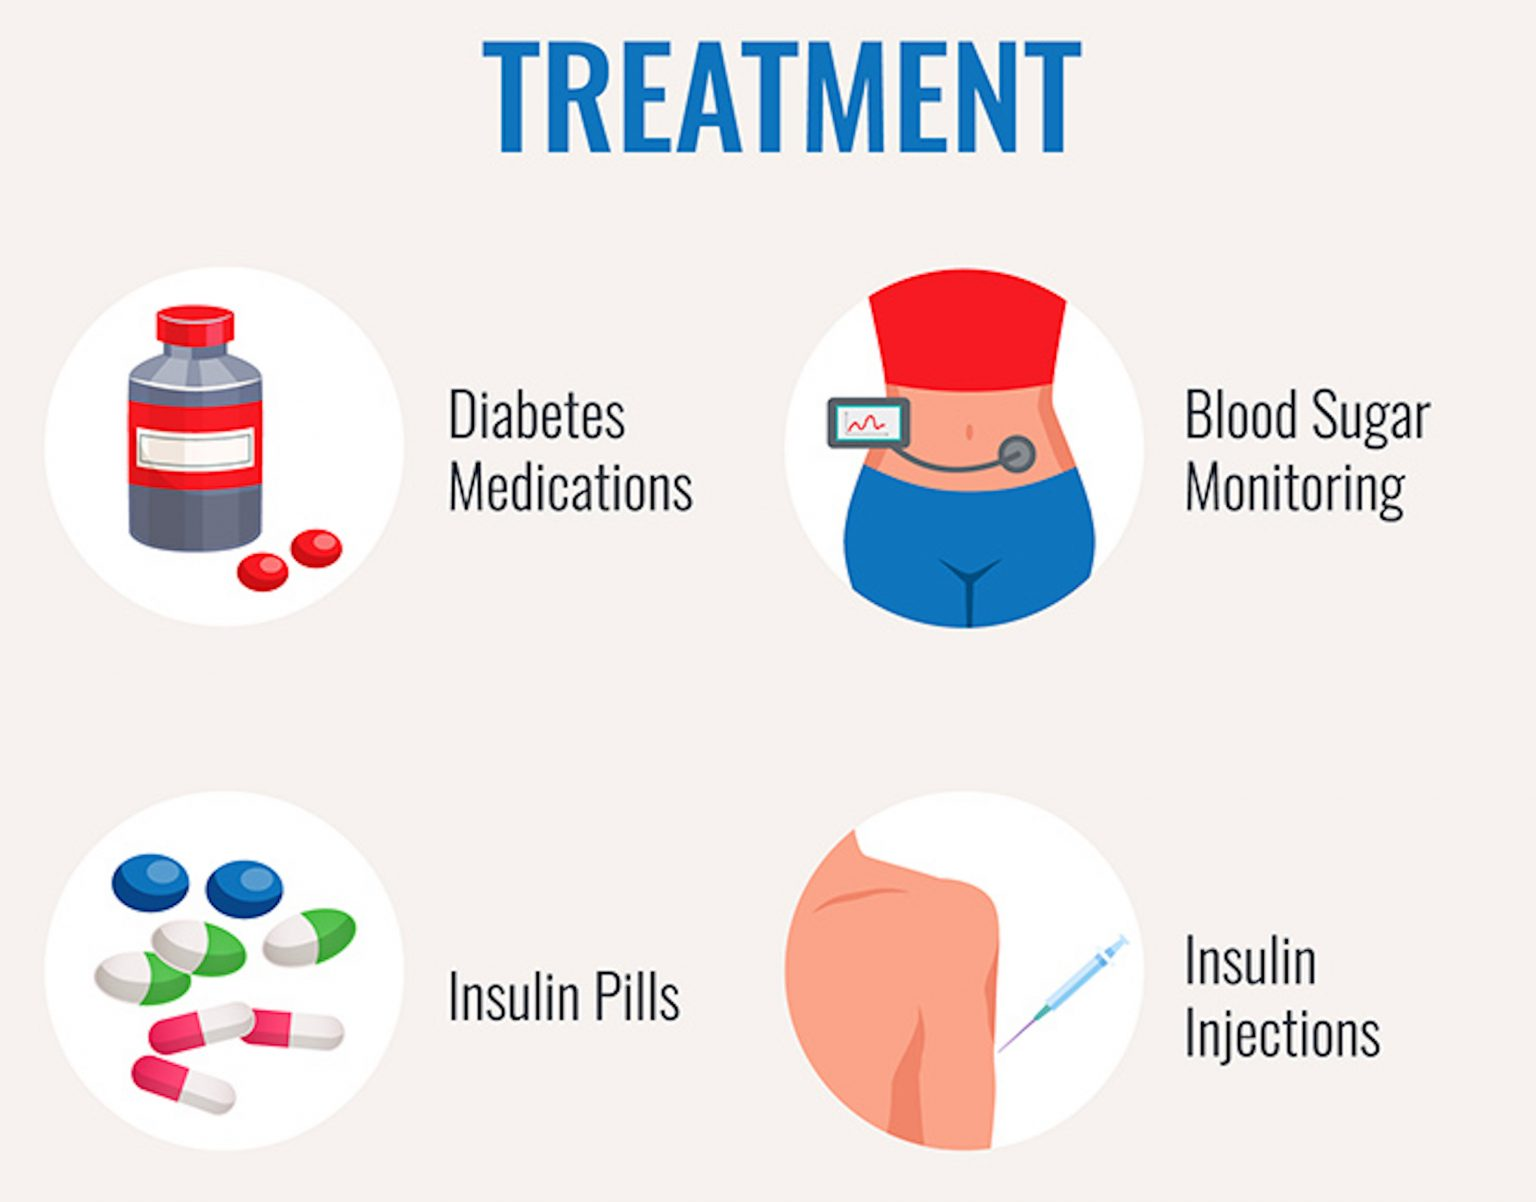 TREATMENT
Diabetes
Medications
Blood Sugar
Monitoring
Insulin Pills
Insulin
Injections